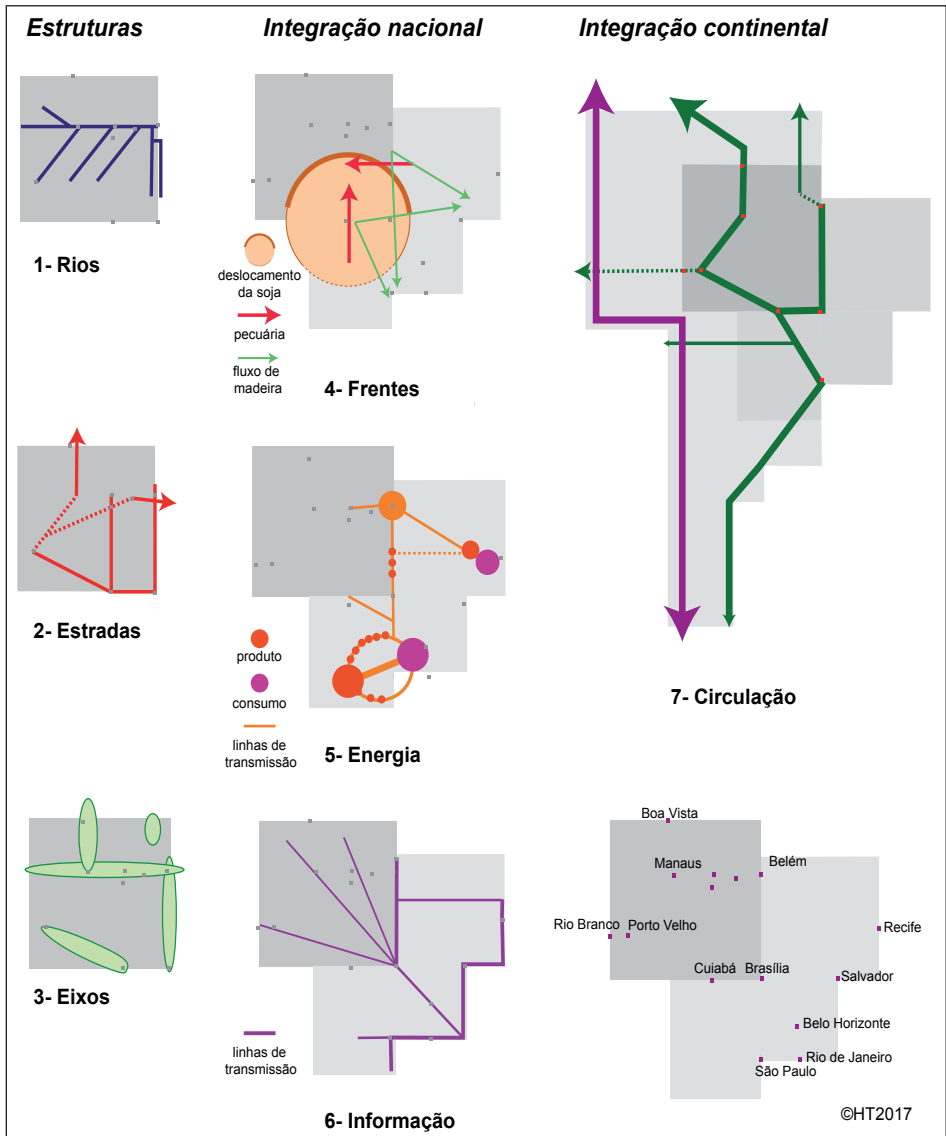 Estruturas
Integração nacional
Integração continental
1- Rios
deslocamento
da soja
pecuária
fluxo de
madeira
4- Frentes
2- Estradas
produto
consumo
linhas de
transmissão
5- Energia
7- Circulação
3- Eixos
linhas de
transmissão
6- Informação
Boa Vista
Manaus
Belém
Rio Branco
Porto Velho
Recife
Cuiabá
Brasília
Salvador
Belo Horizonte
São Paulo
Rio de Janeiro
©HT2017